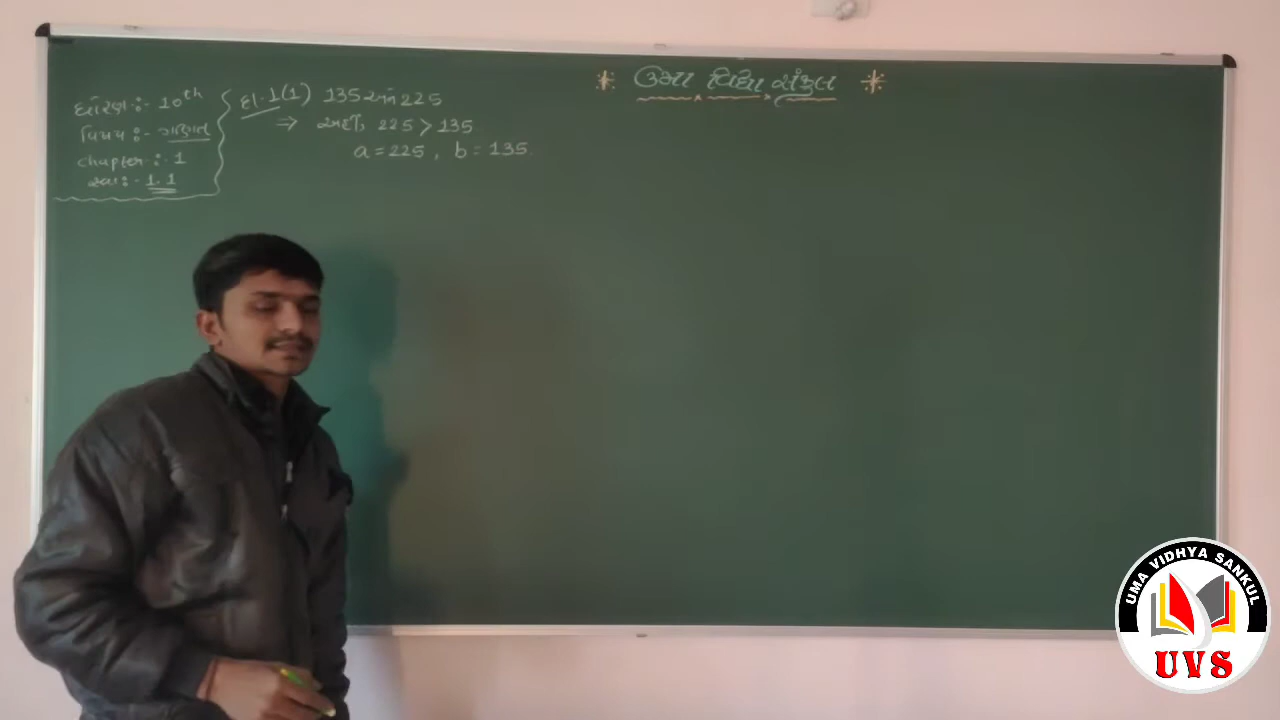 * ઉમા વિદ્યા સંકુલ *
ધોરણ :- 10th
વિષય :- ગણિત
chapter :- 1
સ્વા :- 1.1
દા.1(1) 135 અને 225
⇒ અહીં, 225 > 135
a = 225, b = 135.
UMA VIDHYA SANKUL
UVS